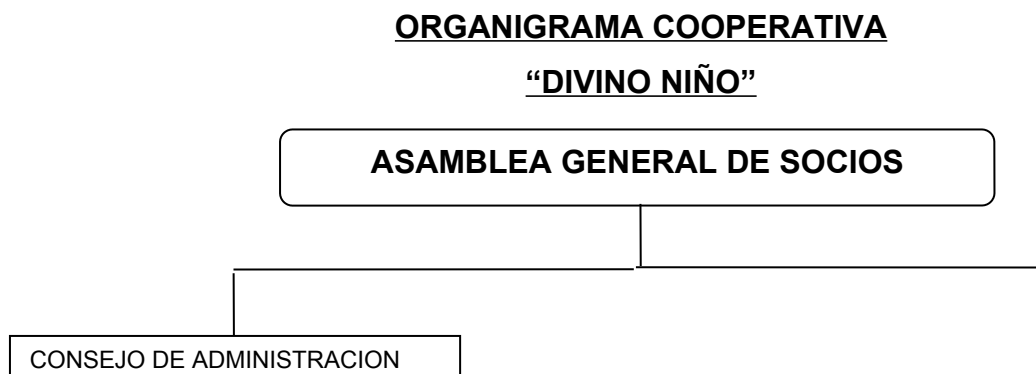 ORGANIGRAMA COOPERATIVA
“DIVINO NIÑO”
ASAMBLEA GENERAL DE SOCIOS
CONSEJO DE ADMINISTRACION